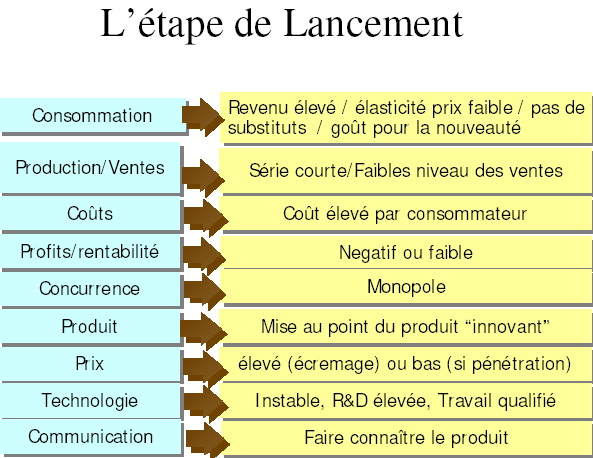 L’étape de Lancement
Consommation
Revenu élevé / élasticité prix faible / pas de
substituts / goût pour la nouveauté
Production/Ventes
Série courte/Faibles niveau des ventes
Coûts
Coût élevé par consommateur
Profits/rentabilité
Negatif ou faible
Concurrence
Monopole
Produit
Mise au point du produit “innovant”
Prix
élevé (écremage) ou bas (si pénétration)
Technologie
Instable, R&D élevée, Travail qualifié
Communication
Faire connaître le produit